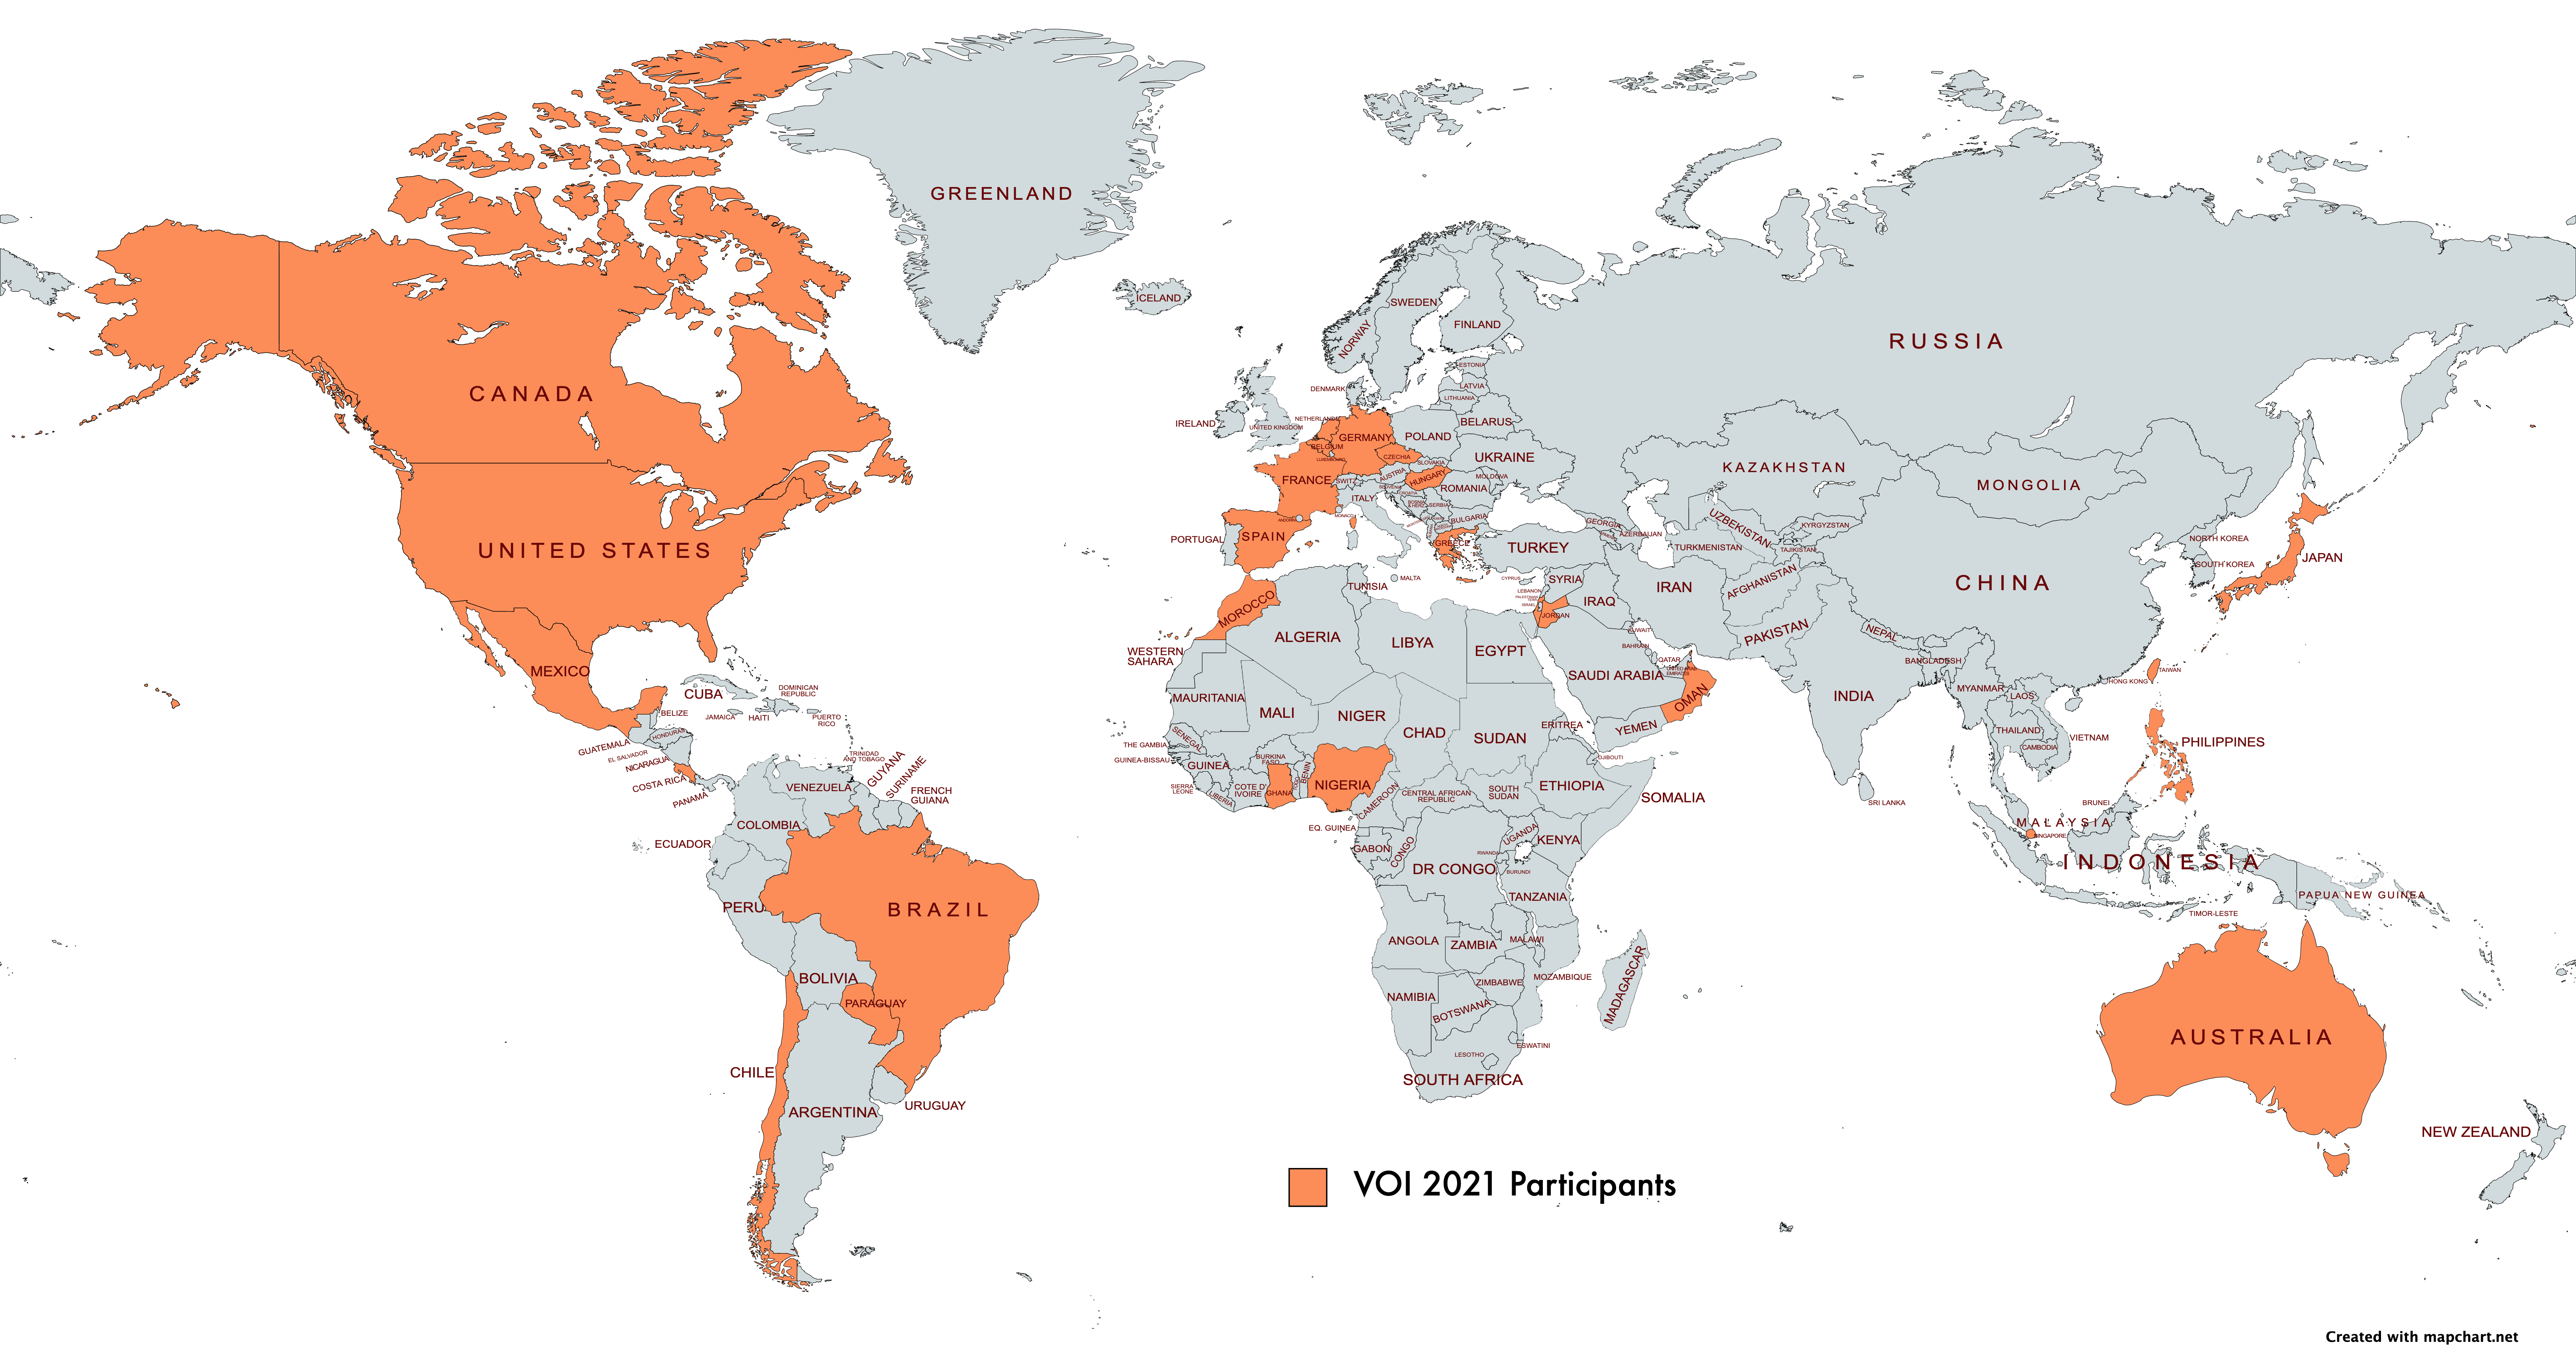 GREENLAND
ICELAND
SWEDEN
NORWAY
FINLAND
RUSSIA
CANADA
ESTONIA
LATVIA
LITHUANIA
DENMARK
IRELAND
UNITED KINGDOM
BELARUS
GERMANY
POLAND
BELGIUM
LUXEMBOURG
CZECHIA
SLOVAKIA
UKRAINE
KAZAKHSTAN
MONGOLIA
FRANCE
SWITZ
AUSTRIA
HUNGARY
MOLDOVA
ROMANIA
ITALY
SERBIA
MONACO
ANDORRA
BULGARIA
GEORGIA
AZERBAIJAN
UZBEKISTAN
KYRGYZSTAN
UNITED STATES
PORTUGAL
SPAIN
GREECE
TURKEY
TURKMENISTAN
TAJIKISTAN
NORTH KOREA
SOUTH KOREA
JAPAN
CHINA
TUNISIA
MALTA
CYPRUS
SYRIA
LEBANON
ISRAEL
IRAQ
IRAN
AFGHANISTAN
MOROCCO
JORDAN
ALGERIA
LIBYA
EGYPT
KUWAIT
PAKISTAN
NEPAL
WESTERN
SAHARA
BAHRAIN
QATAR
UNITED ARAB
EMIRATES
SAUDI ARABIA
BANGLADESH
TAIWAN
HONG KONG
MEXICO
CUBA
DOMINICAN
REPUBLIC
BELIZE
JAMAICA
HAITI
PUERTO
RICO
MAURITANIA
MALI
NIGER
CHAD
SUDAN
ERITREA
YEMEN
OMAN
INDIA
MYANMAR
LAOS
GUATEMALA
HONDURAS
EL SALVADOR
NICARAGUA
COSTA RICA
PANAMA
TRINIDAD
AND TOBAGO
THE GAMBIA
SENEGAL
GUINEA-BISSAU
GUINEA
BURKINA
FASO
BENIN
DJIBOUTI
THAILAND
CAMBODIA
VIETNAM
PHILIPPINES
VENEZUELA
GUYANA
SURINAME
FRENCH
GUIANA
SIERRA
LEONE
LIBERIA
COTE D'
IVOIRE
GHANA
TOGO
NIGERIA
CAMEROON
CENTRAL AFRICAN
REPUBLIC
SOUTH
SUDAN
ETHIOPIA
SOMALIA
SRI LANKA
BRUNEI
COLOMBIA
ECUADOR
EQ. GUINEA
GABON
CONGO
UGANDA
KENYA
RWANDA
BURUNDI
DR CONGO
MALAYSIA
SINGAPORE
INDONESIA
PAPUA NEW GUINEA
TIMOR-LESTE
PERU
BRAZIL
TANZANIA
ANGOLA
ZAMBIA
MALAWI
MOZAMBIQUE
MADAGASCAR
BOLIVIA
PARAGUAY
NAMIBIA
ZIMBABWE
BOTSWANA
ESWATINI
LESOTHO
SOUTH AFRICA
AUSTRALIA
CHILE
ARGENTINA
URUGUAY
NEW ZEALAND
VOI 2021 Participants
Created with mapchart.net